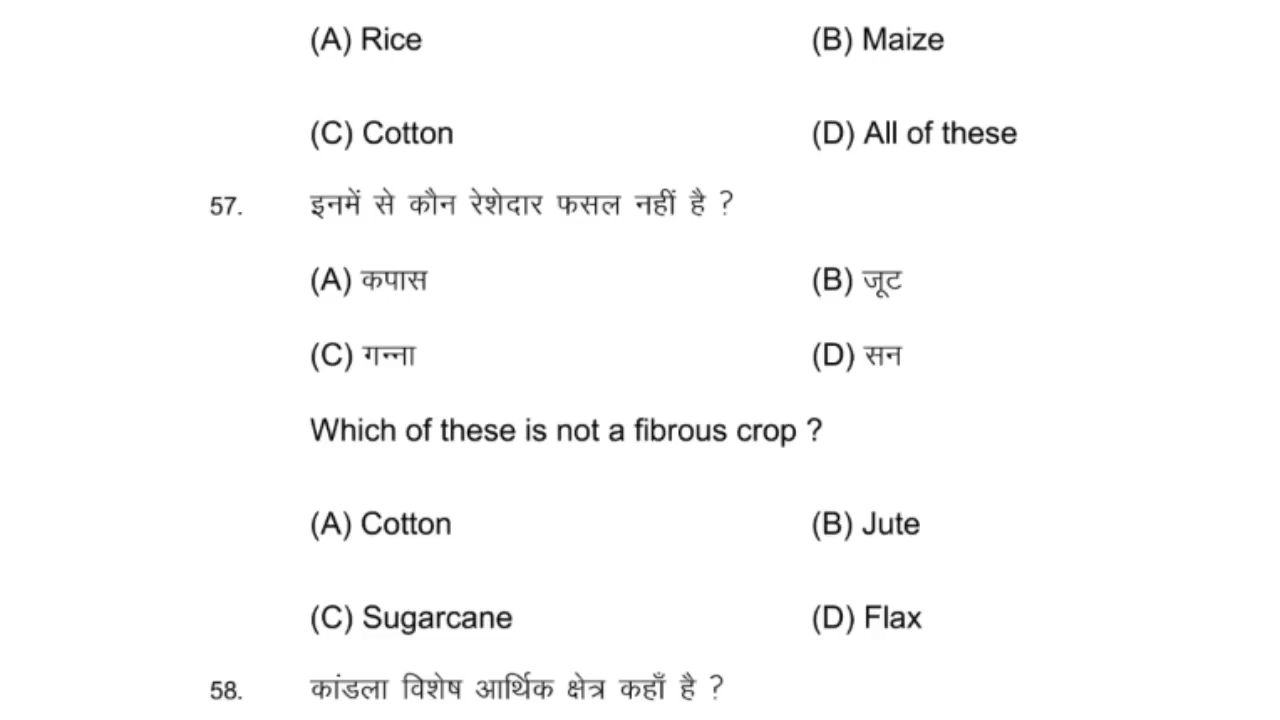 (A) Rice (B) Maize
(C) Cotton (D) All of these
57. इनमें से कौन रेशेदार फसल नहीं है ?
(A) कपास (B) जूट
(C) गन्ना (D) सन
Which of these is not a fibrous crop ?
(A) Cotton (B) Jute
(C) Sugarcane (D) Flax
58. कांडला विशेष आर्थिक क्षेत्र कहाँ है ?